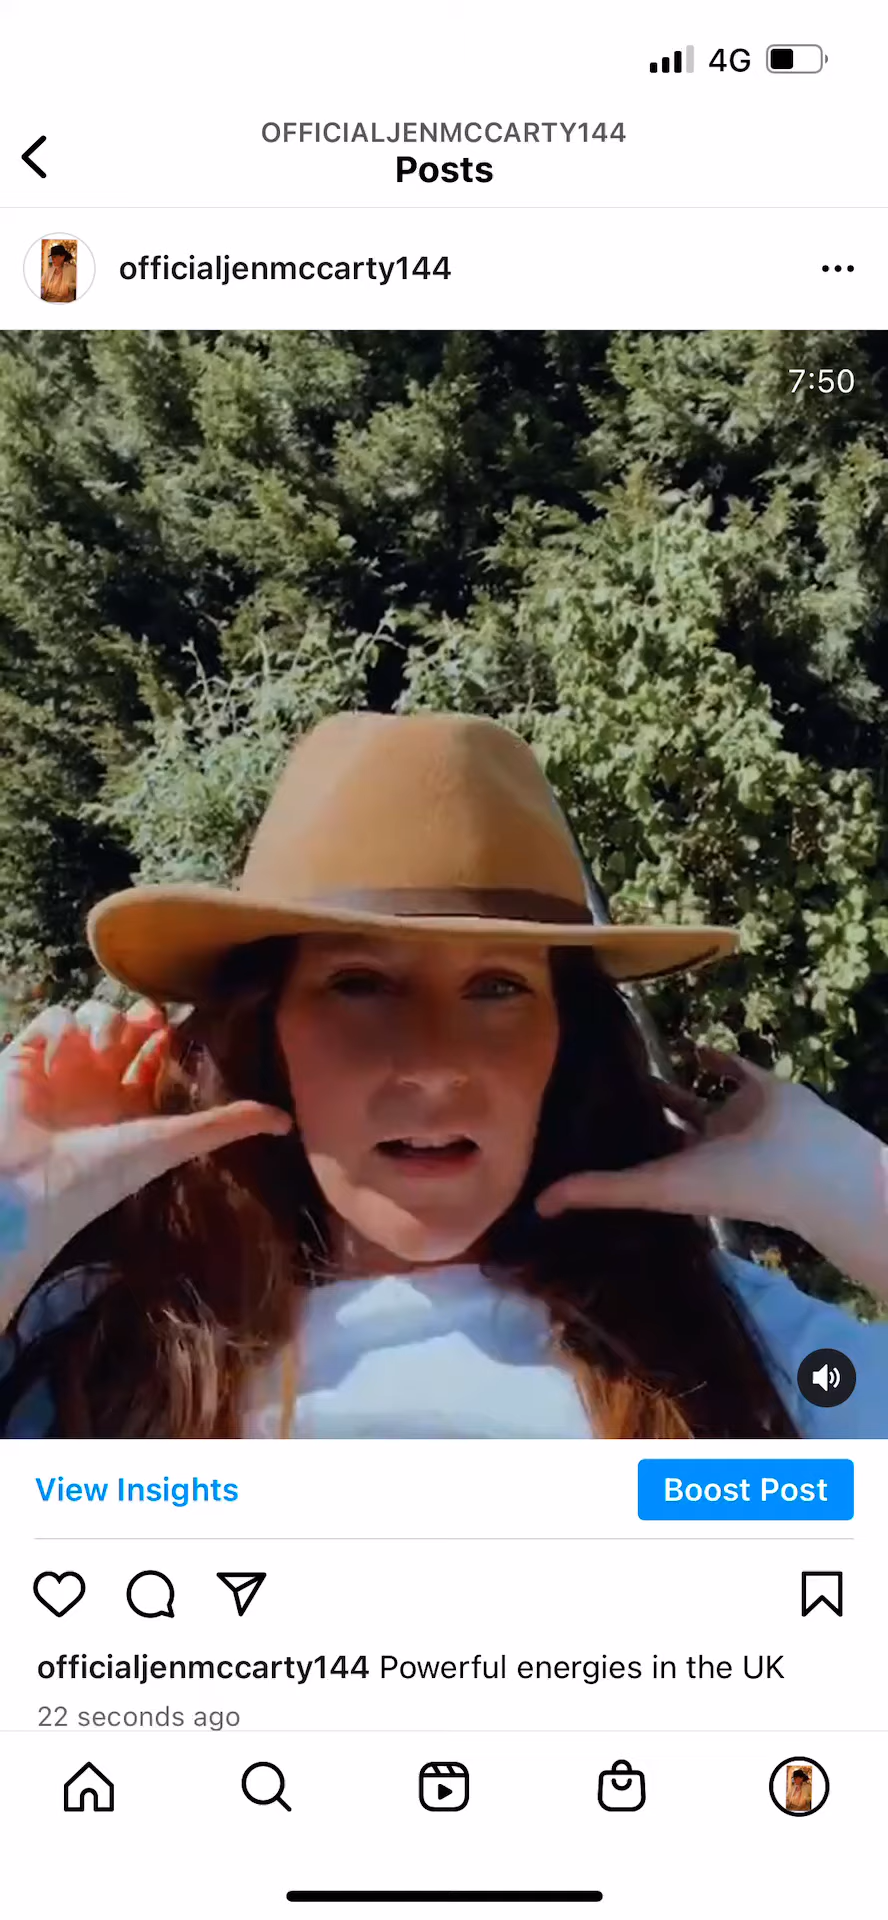 4G
OFFICIALJENMCCARTY144
Posts
officialjenmccarty144
7:50
View Insights
Boost Post
officialjenmccarty144 Powerful energies in the UK
22 seconds ago